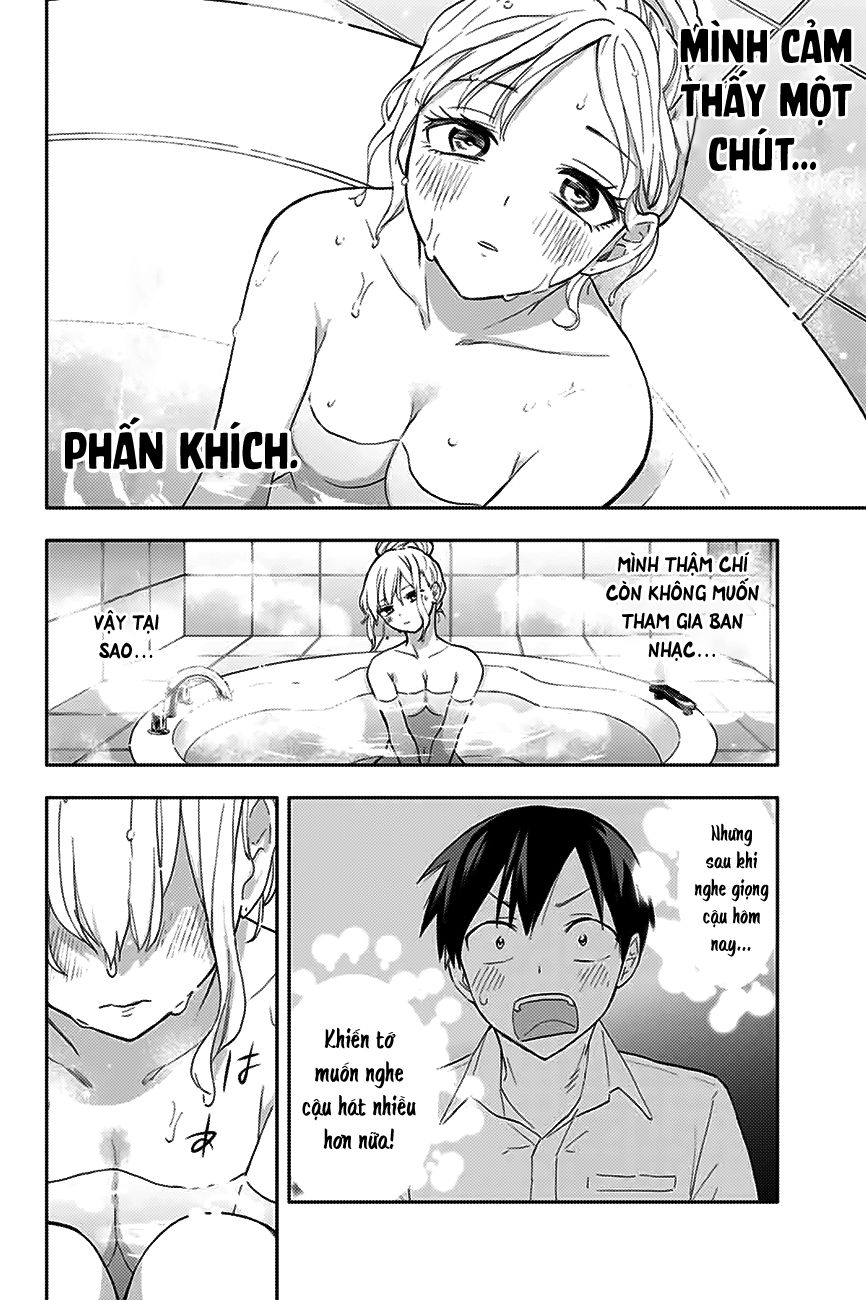 MÌNH CẢM
THẤY MỘT
CHÚT...
PHẤN KHÍCH.
MÌNH THẬM CHÍ
CÒN KHÔNG MUỐN
THAM GIA BAN
NHẠC...
VẬY TẠI
SAO...
Nhưng
sau khi
nghe giọng
cậu hôm
nay...
Khiến tớ
muốn nghe
cậu hát nhiều
hơn nữa!
はぁ